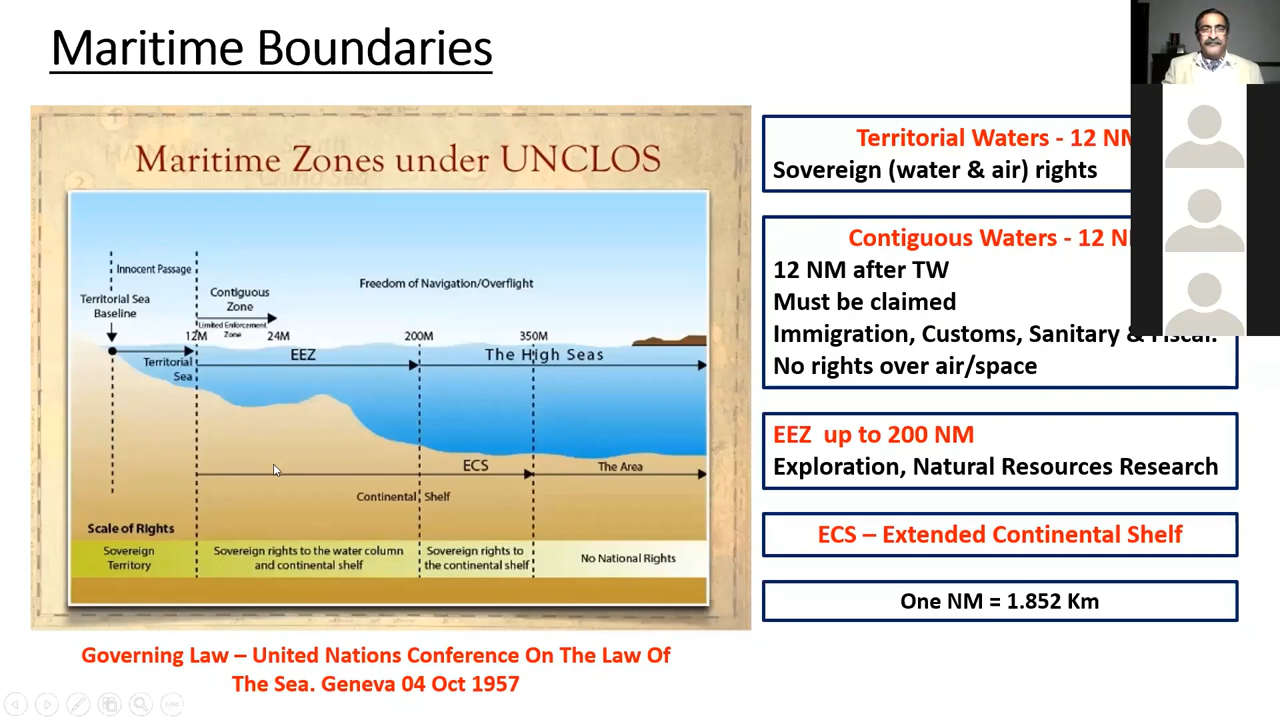 Maritime Boundaries
Maritime Zones under UNCLOS
Innocent Passage
Territorial Sea
Baseline
Contiguous
Zone
Limited Enforcement
Zone
Freedom of Navigation/Overflight
12M
24M
200M
350M
Territorial
Sea
EEZ
The High Seas
ECS
The Area
Continental Shelf
Scale of Rights
Sovereign
Territory
Sovereign rights to the water column
and continental shelf
Sovereign rights to
the continental shelf
No National Rights
Governing Law – United Nations Conference On The Law Of
The Sea. Geneva 04 Oct 1957
Territorial Waters - 12 NM
Sovereign (water & air) rights
Contiguous Waters - 12
12 NM after TW
Must be claimed
Immigration, Customs, Sanitary & Fiscal.
No rights over air/space
EEZ up to 200 NM
Exploration, Natural Resources Research
ECS – Extended Continental Shelf
One NM = 1.852 Km